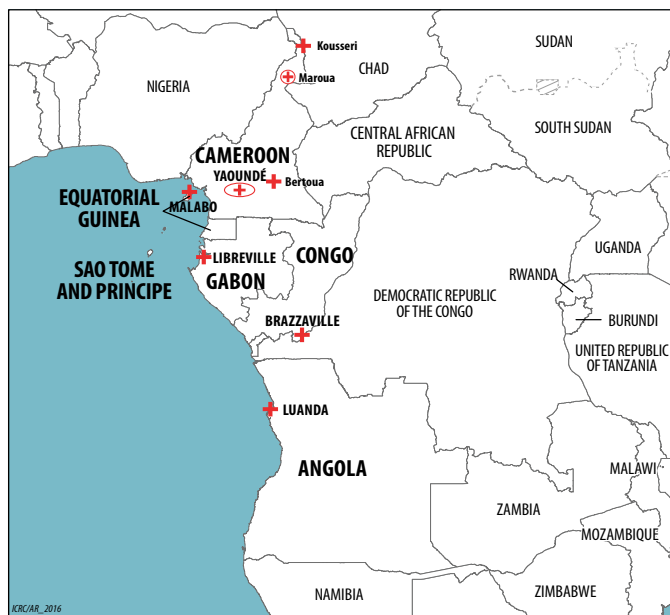 Kousseri
SUDAN
CHAD
Maroua
NIGERIA
SOUTH SUDAN
CENTRAL AFRICAN
REPUBLIC
CAMEROON
YAOUNDÉ
Bertoua
EQUATORIAL
GUINEA
MALABO
UGANDA
LIBREVILLE
CONGO
SAO TOME
AND PRINCIPE
GABON
RWANDA
DEMOCRATIC REPUBLIC
OF THE CONGO
BRAZZAVILLE
BURUNDI
UNITED REPUBLIC
OF TANZANIA
LUANDA
ANGOLA
MALAWI
ZAMBIA
MOZAMBIQUE
NAMIBIA
ZIMBABWE
ICRC/AR_2016